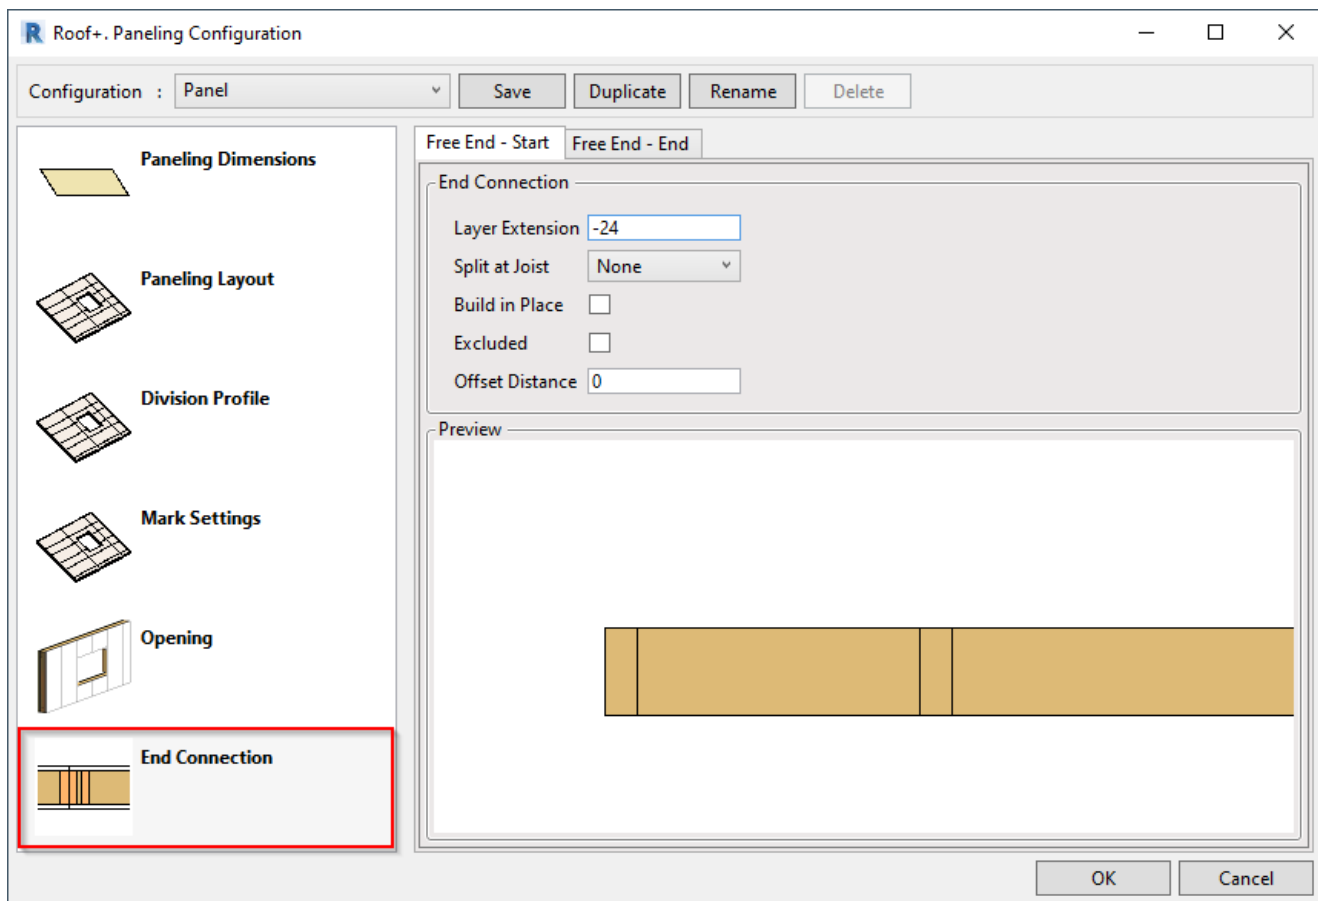 Roof+. Paneling Configuration
Configuration : Panel Save Duplicate Rename Delete
Paneling Dimensions
Paneling Layout
Division Profile
Mark Settings
Opening
End Connection
Free End - Start Free End - End
End Connection
Layer Extension -24
Split at Joist None
Build in Place
Excluded
Offset Distance 0
Preview
OK Cancel